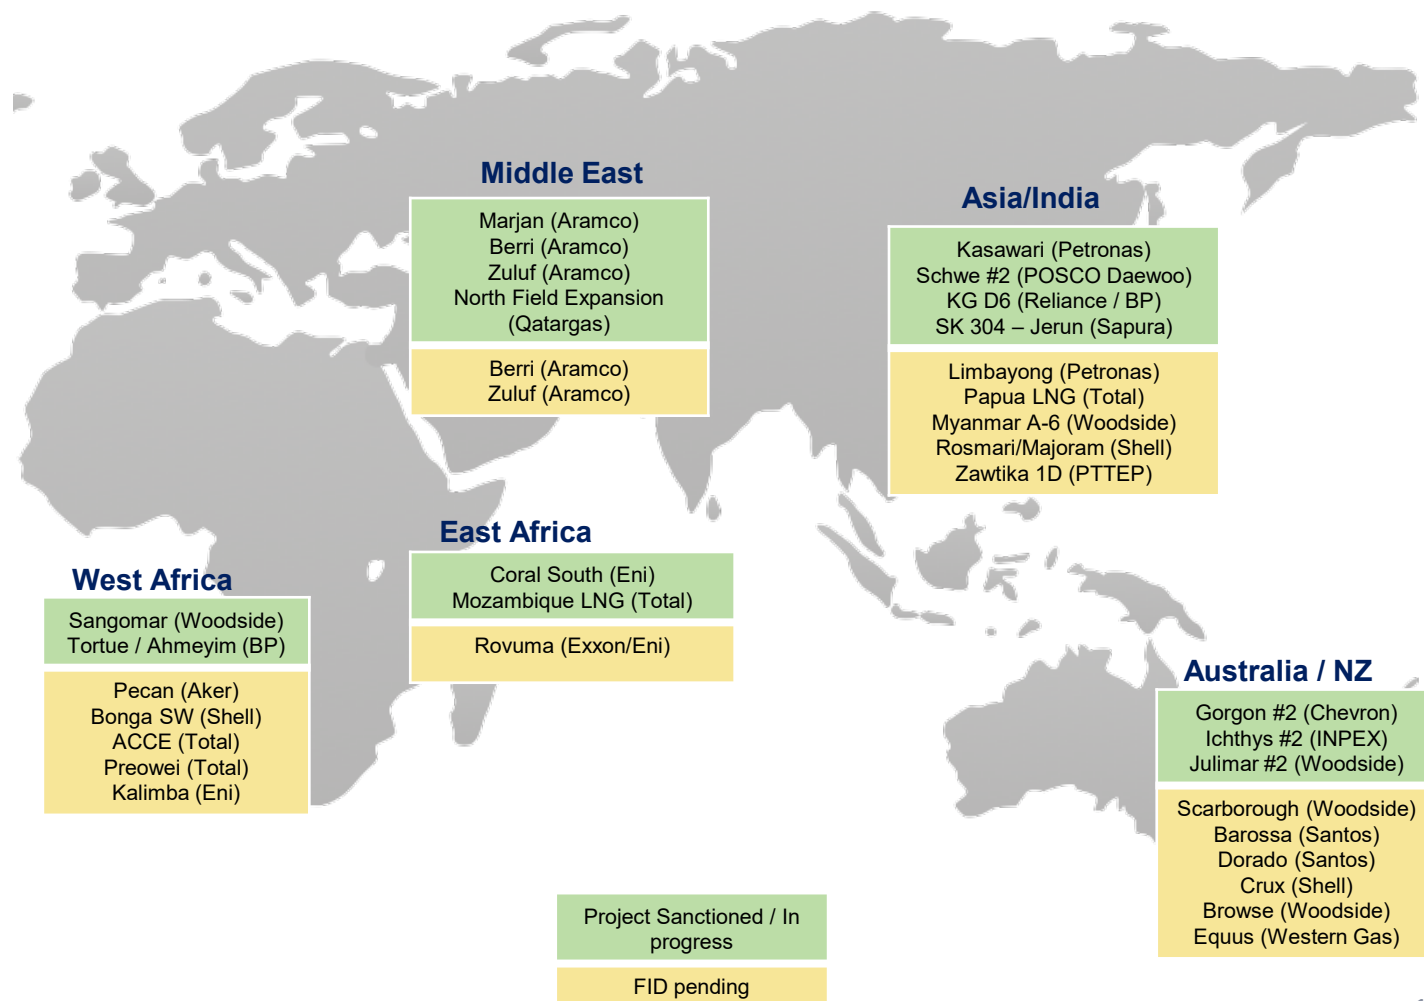 Middle East
Marjan (Aramco)
Berri (Aramco)
Zuluf (Aramco)
North Field Expansion
(Qatargas)
Berri (Aramco)
Zuluf (Aramco)
Asia/India
Kasawari (Petronas)
Schwe #2 (POSCO Daewoo)
KG D6 (Reliance / BP)
SK 304 – Jerun (Sapura)
Limbayong (Petronas)
Papua LNG (Total)
Myanmar A-6 (Woodside)
Rosmari/Majoram (Shell)
Zawtika 1D (PTTEP)
East Africa
Coral South (Eni)
Mozambique LNG (Total)
Rovuma (Exxon/Eni)
West Africa
Sangomar (Woodside)
Tortue / Ahmeyim (BP)
Pecan (Aker)
Bonga SW (Shell)
ACCE (Total)
Preowei (Total)
Kalimba (Eni)
Australia / NZ
Gorgon #2 (Chevron)
Ichthys #2 (INPEX)
Julimar #2 (Woodside)
Scarborough (Woodside)
Barossa (Santos)
Dorado (Santos)
Crux (Shell)
Browse (Woodside)
Equus (Western Gas)
Project Sanctioned / In
progress
FID pending